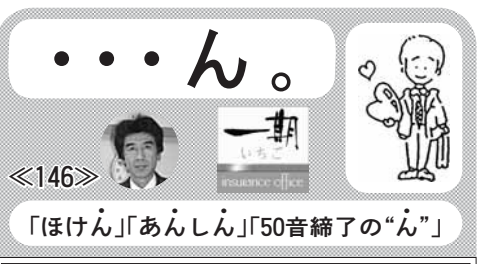 ・・・ん。
一期
いちご
insurance office
≪146≫
「ほけん」「あんしん」「50音締了の“ん”」